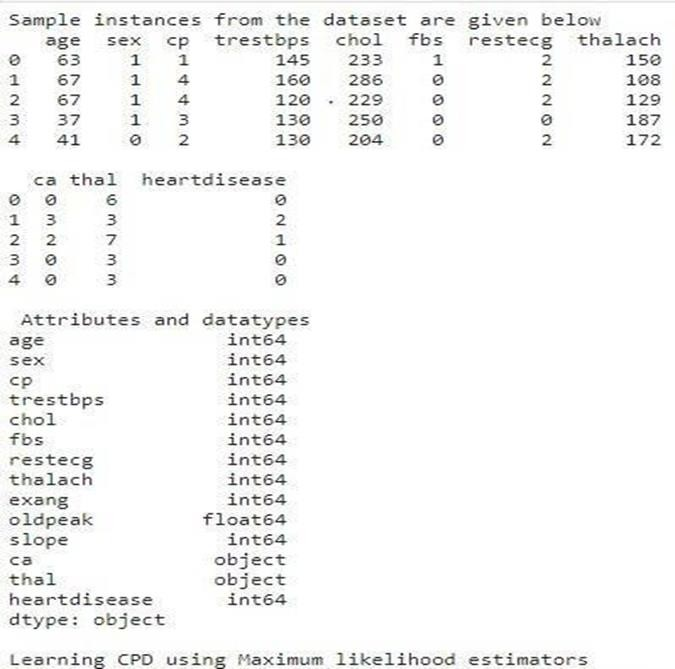 Sample instances from the dataset are given below
age sex cp trestbps chol fbs restecg thalach
0 63 1 1 145 233 1 2 150
1 67 1 4 160 286 0 2 108
2 67 1 4 120 229 0 2 129
3 37 1 3 130 250 0 0 187
4 41 0 2 130 204 0 2 172
ca thal heartdisease
0 0 6 0
1 3 3 2
2 2 7 1
3 0 3 0
4 0 3 0
Attributes and datatypes
age int64
sex int64
cp int64
trestbps int64
chol int64
fbs int64
restecg int64
thalach int64
exang int64
oldpeak float64
slope int64
ca object
thal object
heartdisease int64
dtype: object
Learning CPD using Maximum likelihood estimators